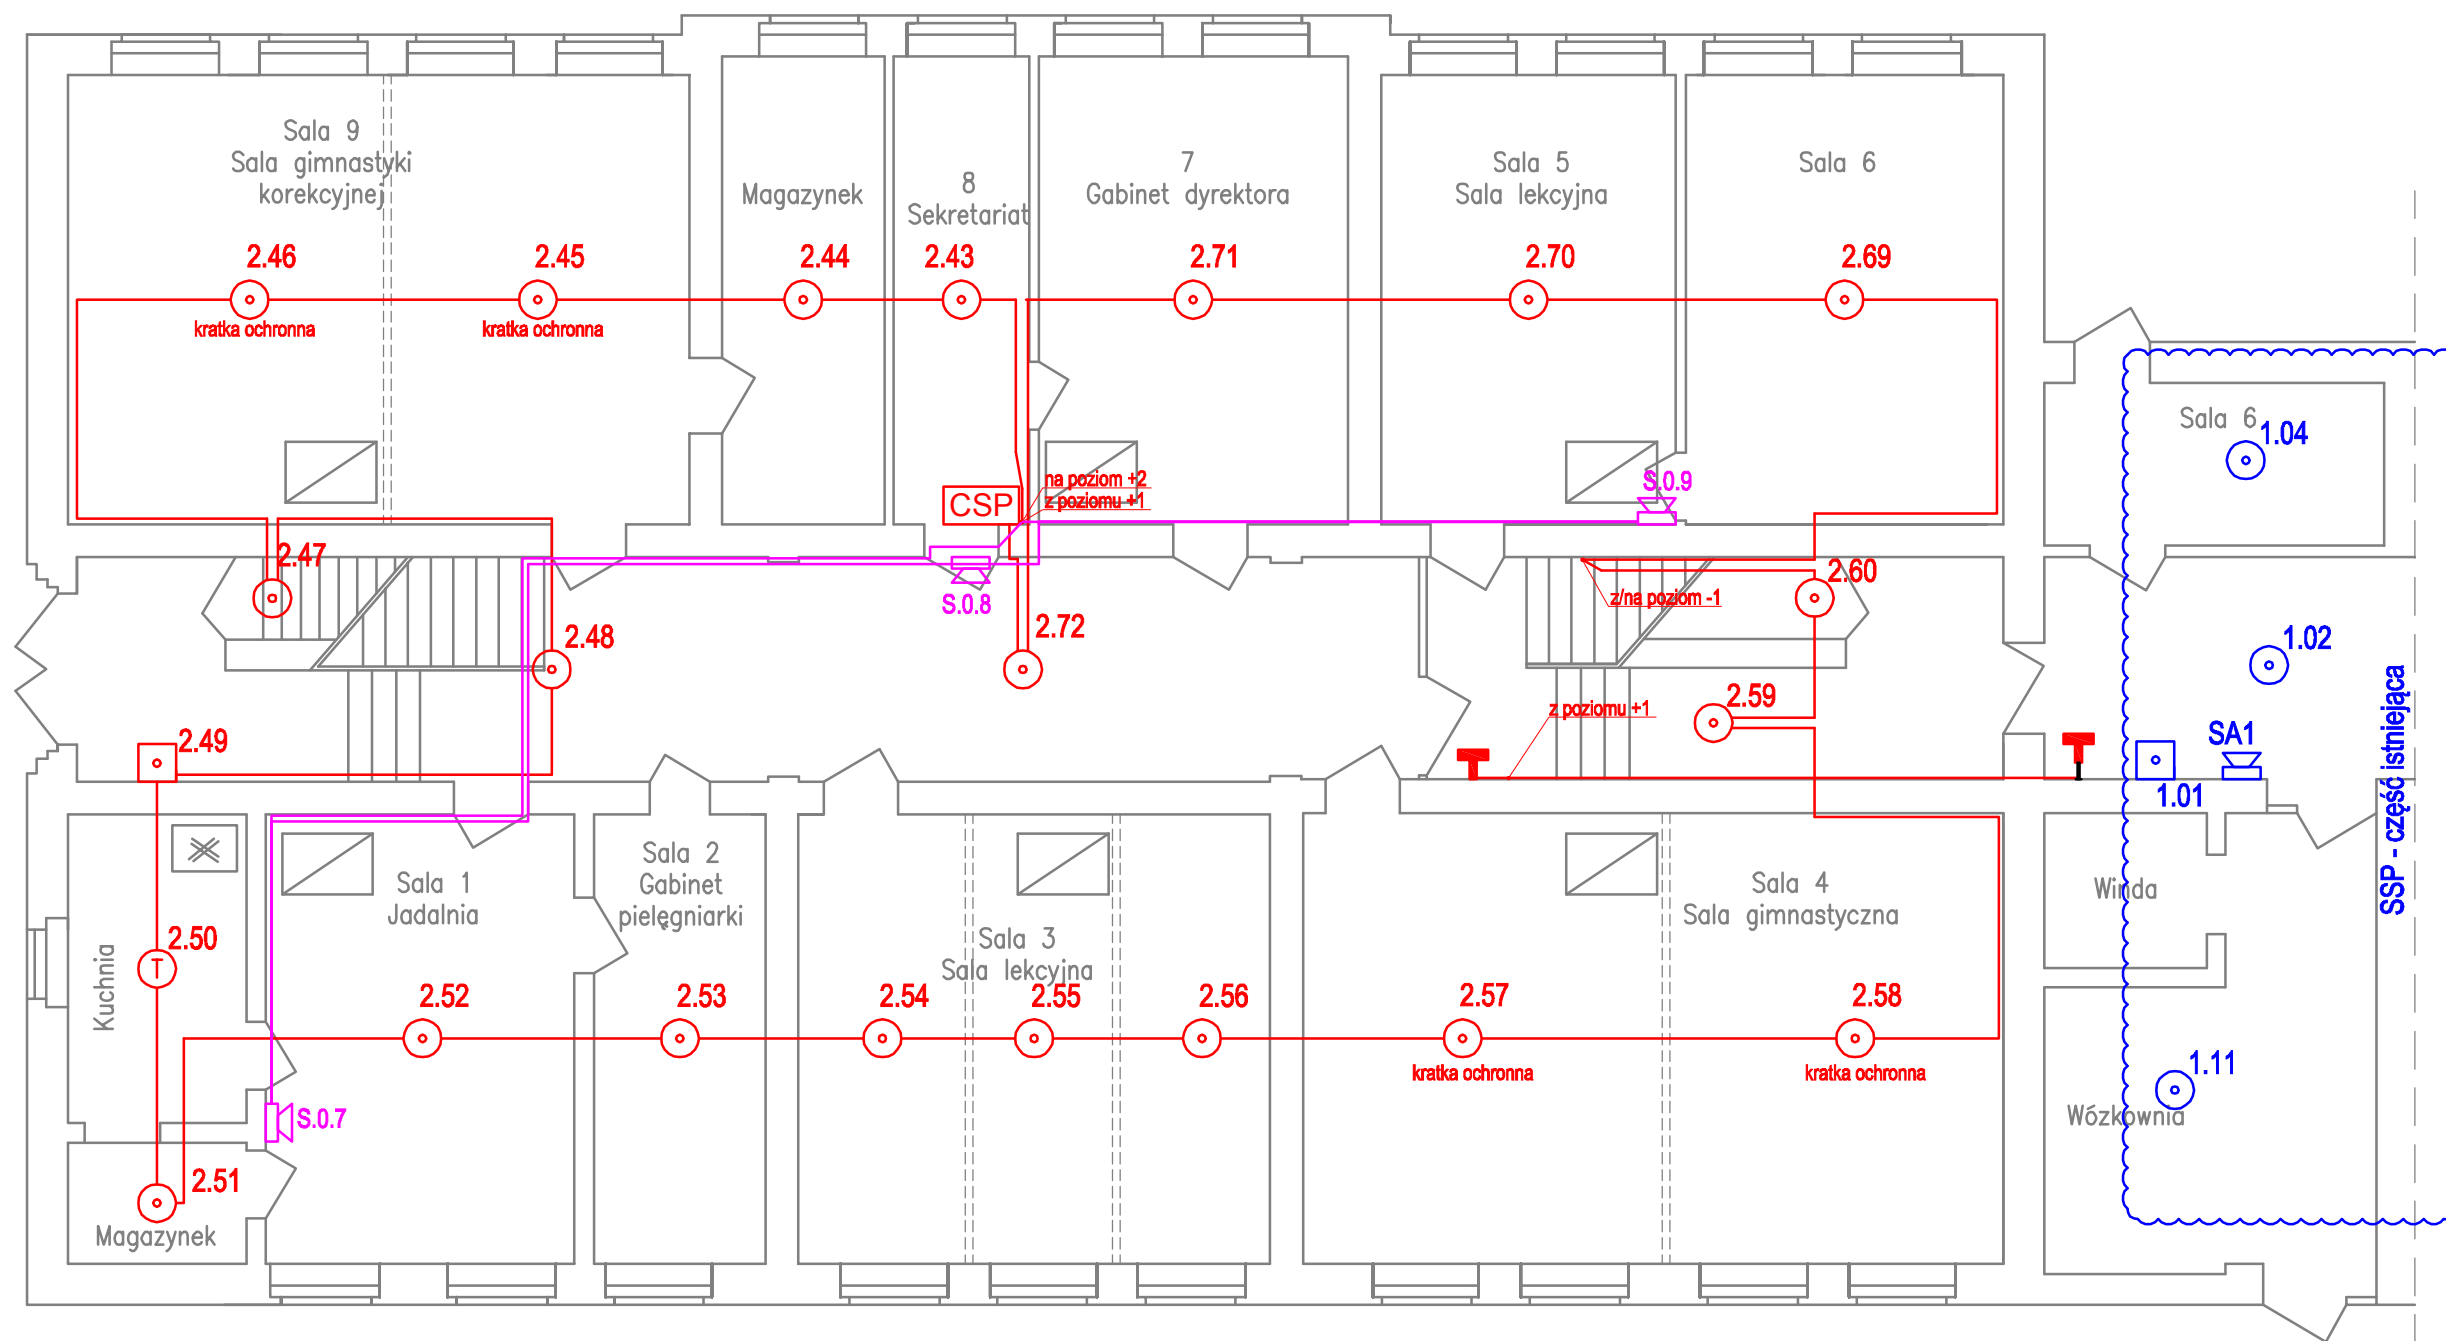 Sala 9
Sala gimnastyki
korekcyjnej
Magazynek
8
Sekretariat
7
Gabinet dyrektora
Sala 5
Sala lekcyjna
Sala 6
2.46
2.45
2.44
2.43
2.71
2.70
2.69
kratka ochronna
kratka ochronna
Sala 6
1.04
CSP
na poziom +2
z poziomu +1
S.0.9
2.47
S.0.8
2.60
z/na poziom -1
2.48
2.72
1.02
2.59
z poziomu +1
2.49
SA1
1.01
SSP - część istniejąca
Sala 1
Jadalnia
Sala 2
Gabinet
pielęgniarki
Sala 3
Sala lekcyjna
Sala 4
Sala gimnastyczna
Winda
Kuchnia
2.50
T
2.52
2.53
2.54
2.55
2.56
2.57
2.58
kratka ochronna
kratka ochronna
1.11
Wózkownia
S.0.7
2.51
Magazynek